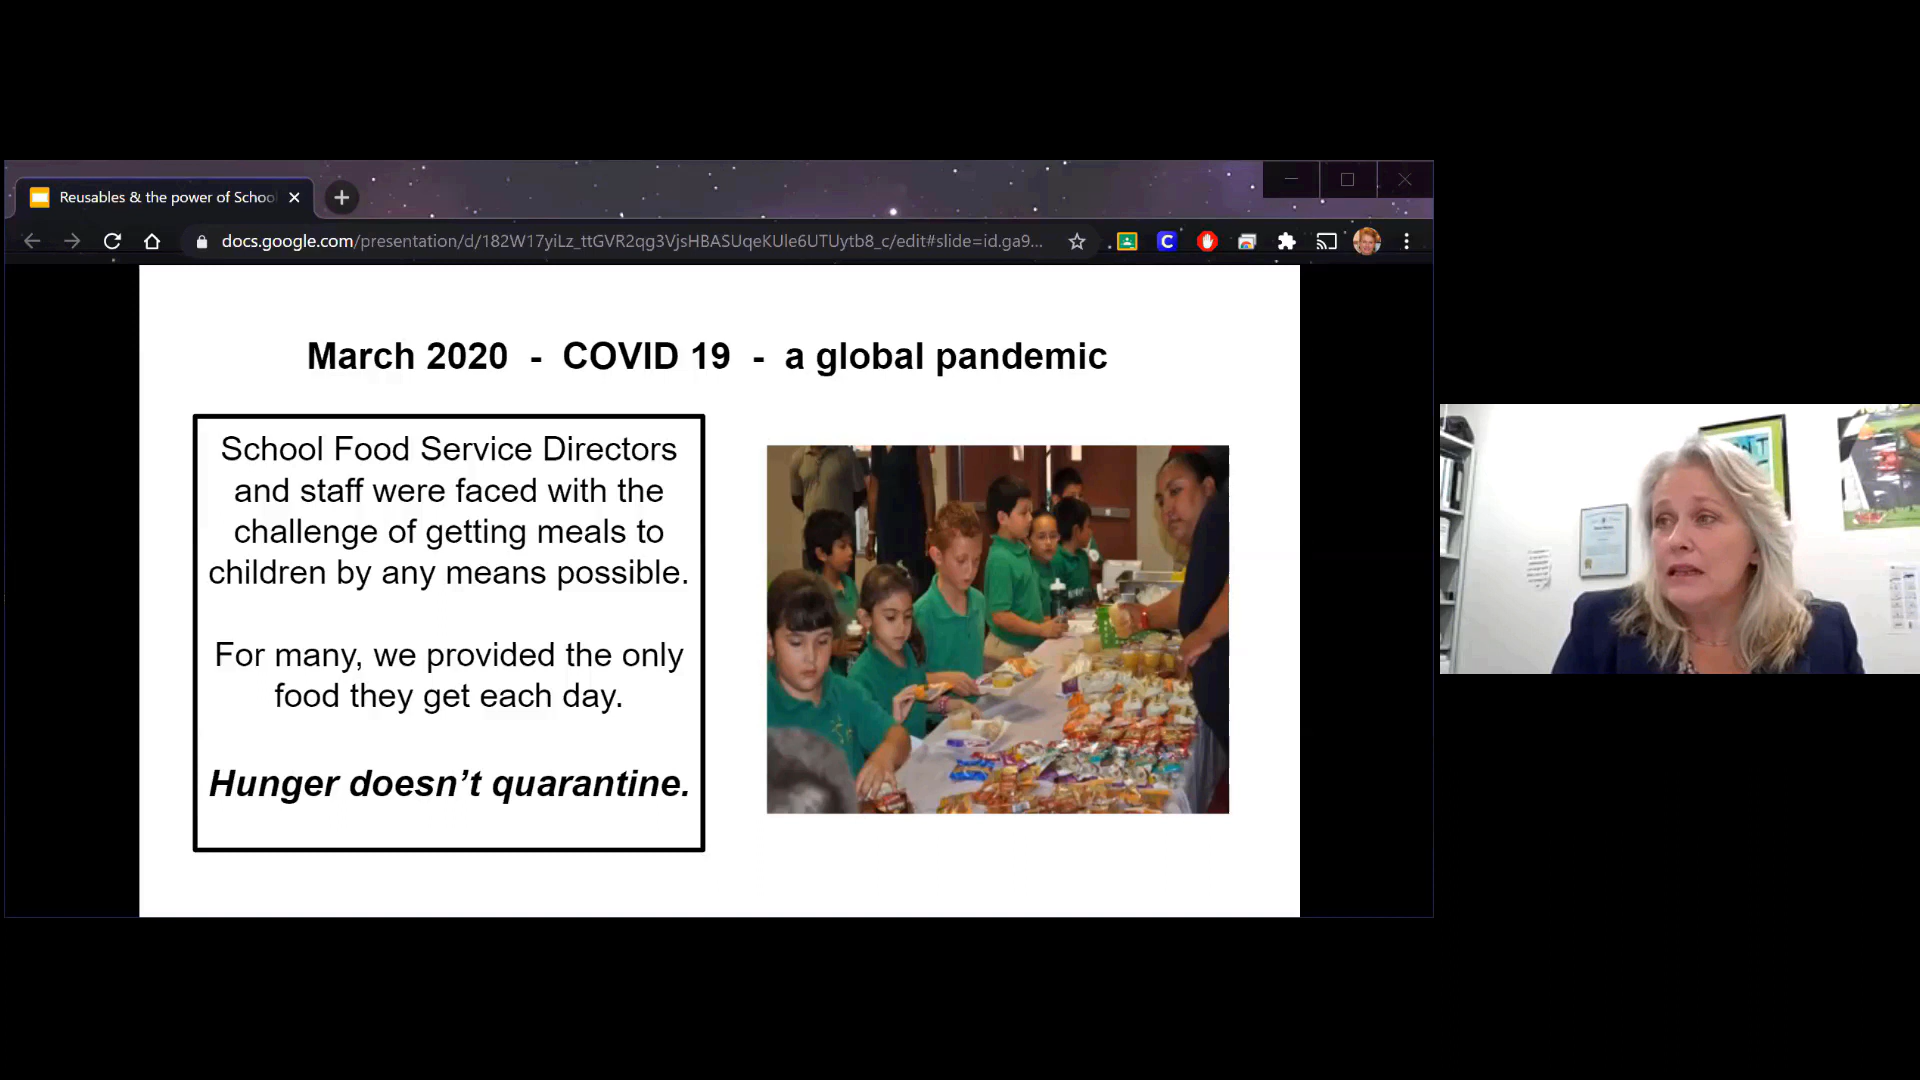 Reusables & the power of School
docs.google.com/presentation/d/182W17yiLz_ttGVR2qg3VjsHBASUqeKUle6UTUytb8_c/edit#slide=id.ga9...
March 2020 - COVID 19 - a global pandemic
School Food Service Directors
and staff were faced with the
challenge of getting meals to
children by any means possible.
For many, we provided the only
food they get each day.
Hunger doesn’t quarantine.